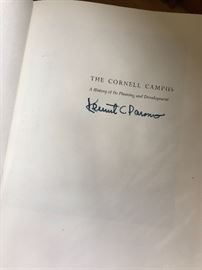 THE CORNELL CAMPUS
A History of Its Planning and Development
Kermit C Parsons